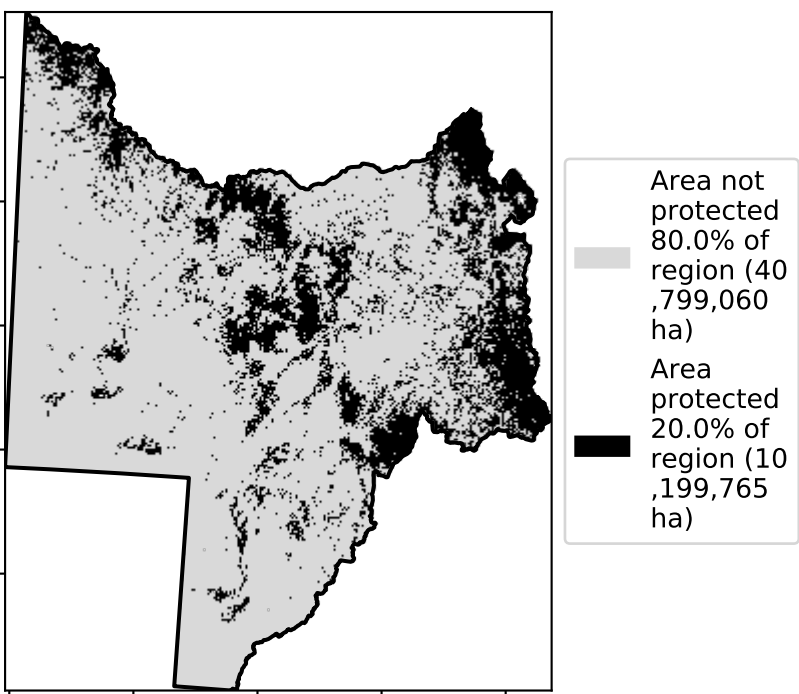 Area not
protected
80.0% of
region (40
,799,060
ha)
Area
protected
20.0% of
region (10
,199,765
ha)